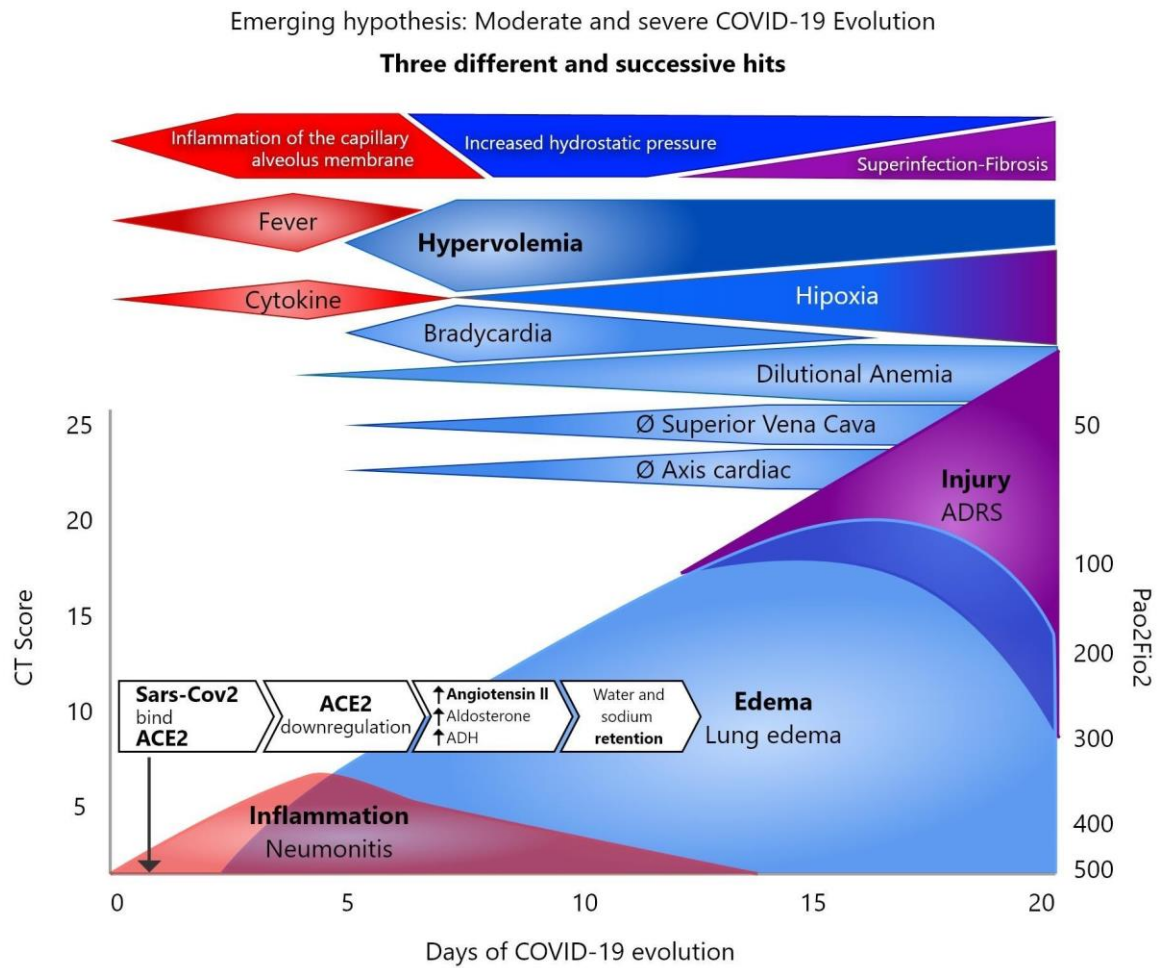 Emerging hypothesis: Moderate and severe COVID-19 Evolution
Three different and successive hits
Inflammation of the capillary
alveolus membrane
Increased hydrostatic pressure
Superinfection-Fibrosis
Fever
Hypervolemia
Cytokine
Hipoxia
Bradycardia
Dilutional Anemia
Ø Superior Vena Cava
Ø Axis cardiac
Injury
ADRS
CT Score
25
20
15
10
5
Pao2Fio2
50
100
200
300
400
500
Sars-Cov2
bind
ACE2
ACE2
downregulation
↑Angiotensin II
↑Aldosterone
↑ADH
Water and
sodium
retention
Edema
Lung edema
Inflammation
Neumonitis
0
5
10
15
20
Days of COVID-19 evolution